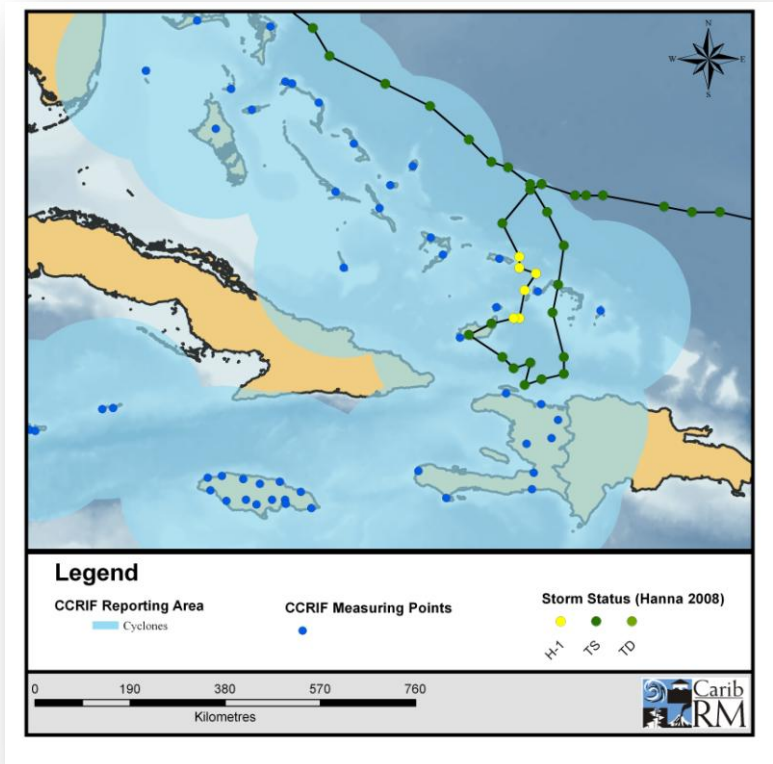 N
W E
S
Legend
CCRIF Reporting Area
Cyclones
CCRIF Measuring Points
Storm Status (Hanna 2008)
H-1 TS TD
0 190 380 570 760
Kilometres
Carib
RM